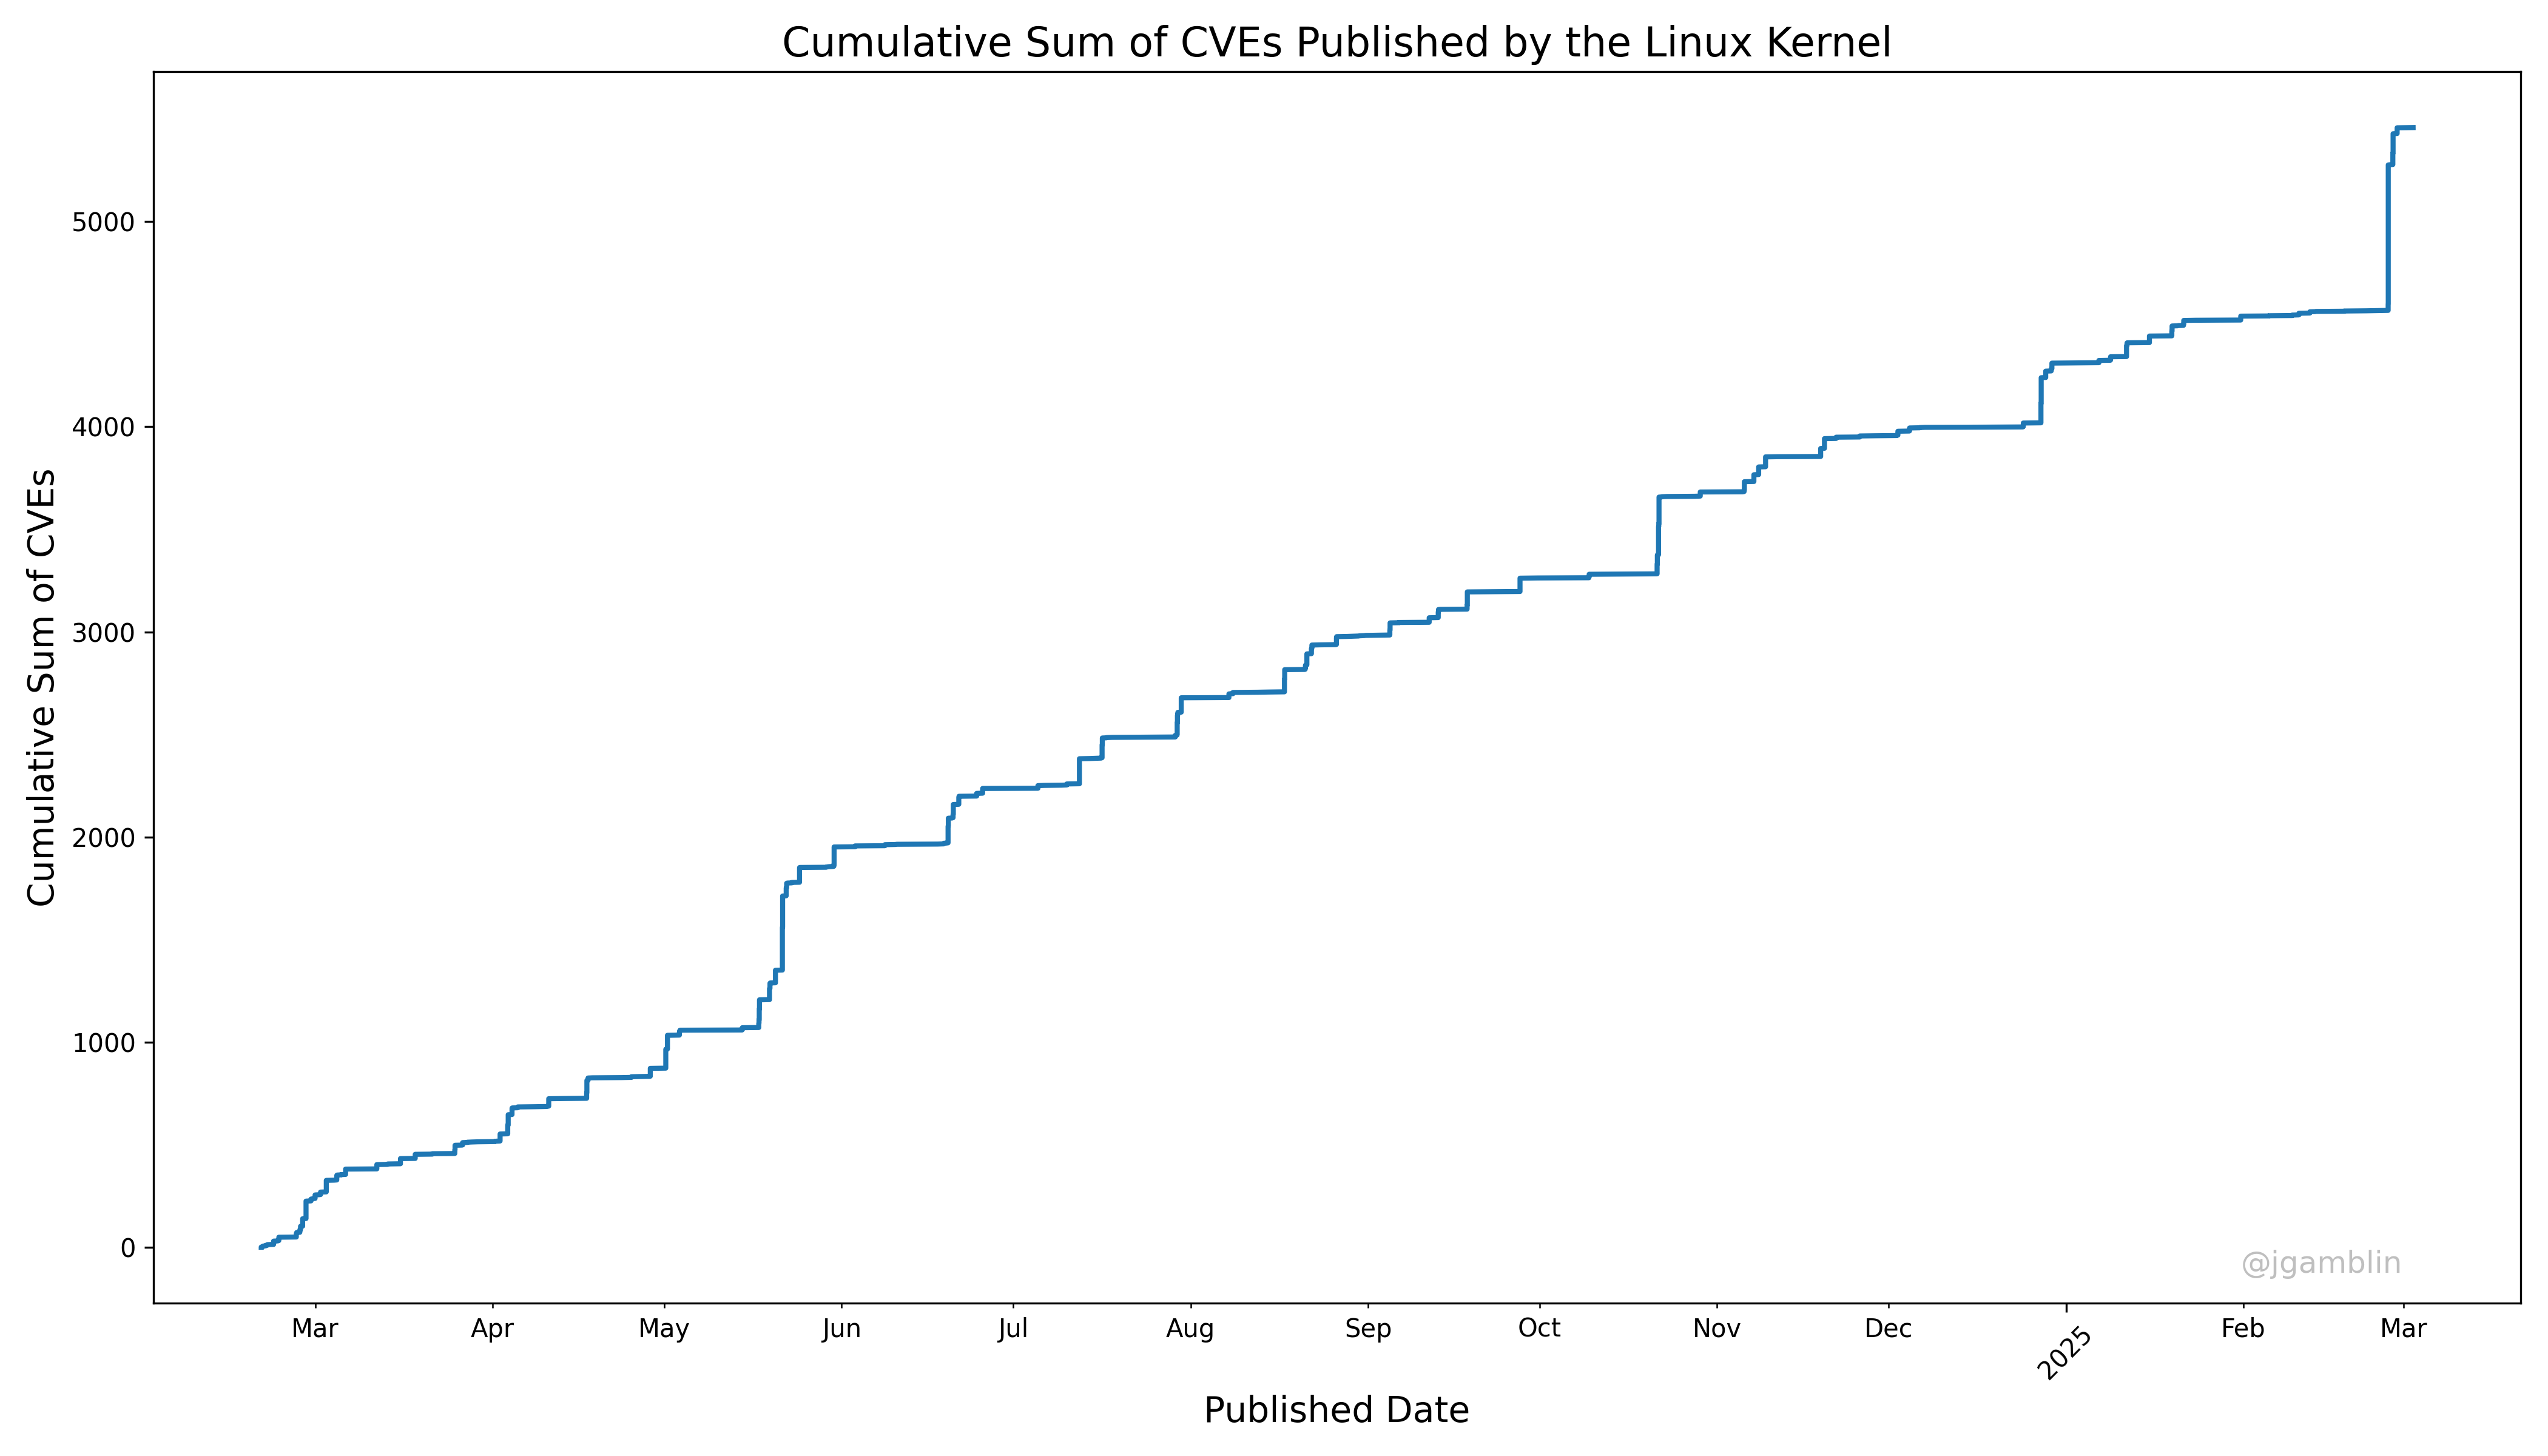 Cumulative Sum of CVEs Published by the Linux Kernel
Cumulative Sum of CVEs
5000
4000
3000
2000
1000
0
@jgamblin
Mar Apr May Jun Jul Aug Sep Oct Nov Dec 2025 Feb Mar
Published Date